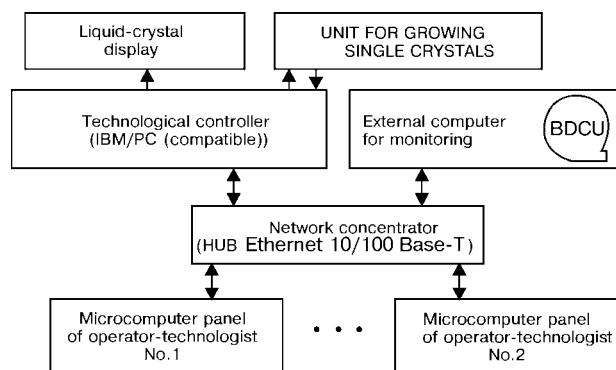 Liquid-crystal
display
UNIT FOR GROWING
SINGLE CRYSTALS
Technological controller
(IBM/PC (compatible))
External computer
for monitoring
BDCU
Network concentrator
(HUB Ethernet 10/100 Base-T)
Microcomputer panel
of operator-technologist
No.1
. . .
Microcomputer panel
of operator-technologist
No.2